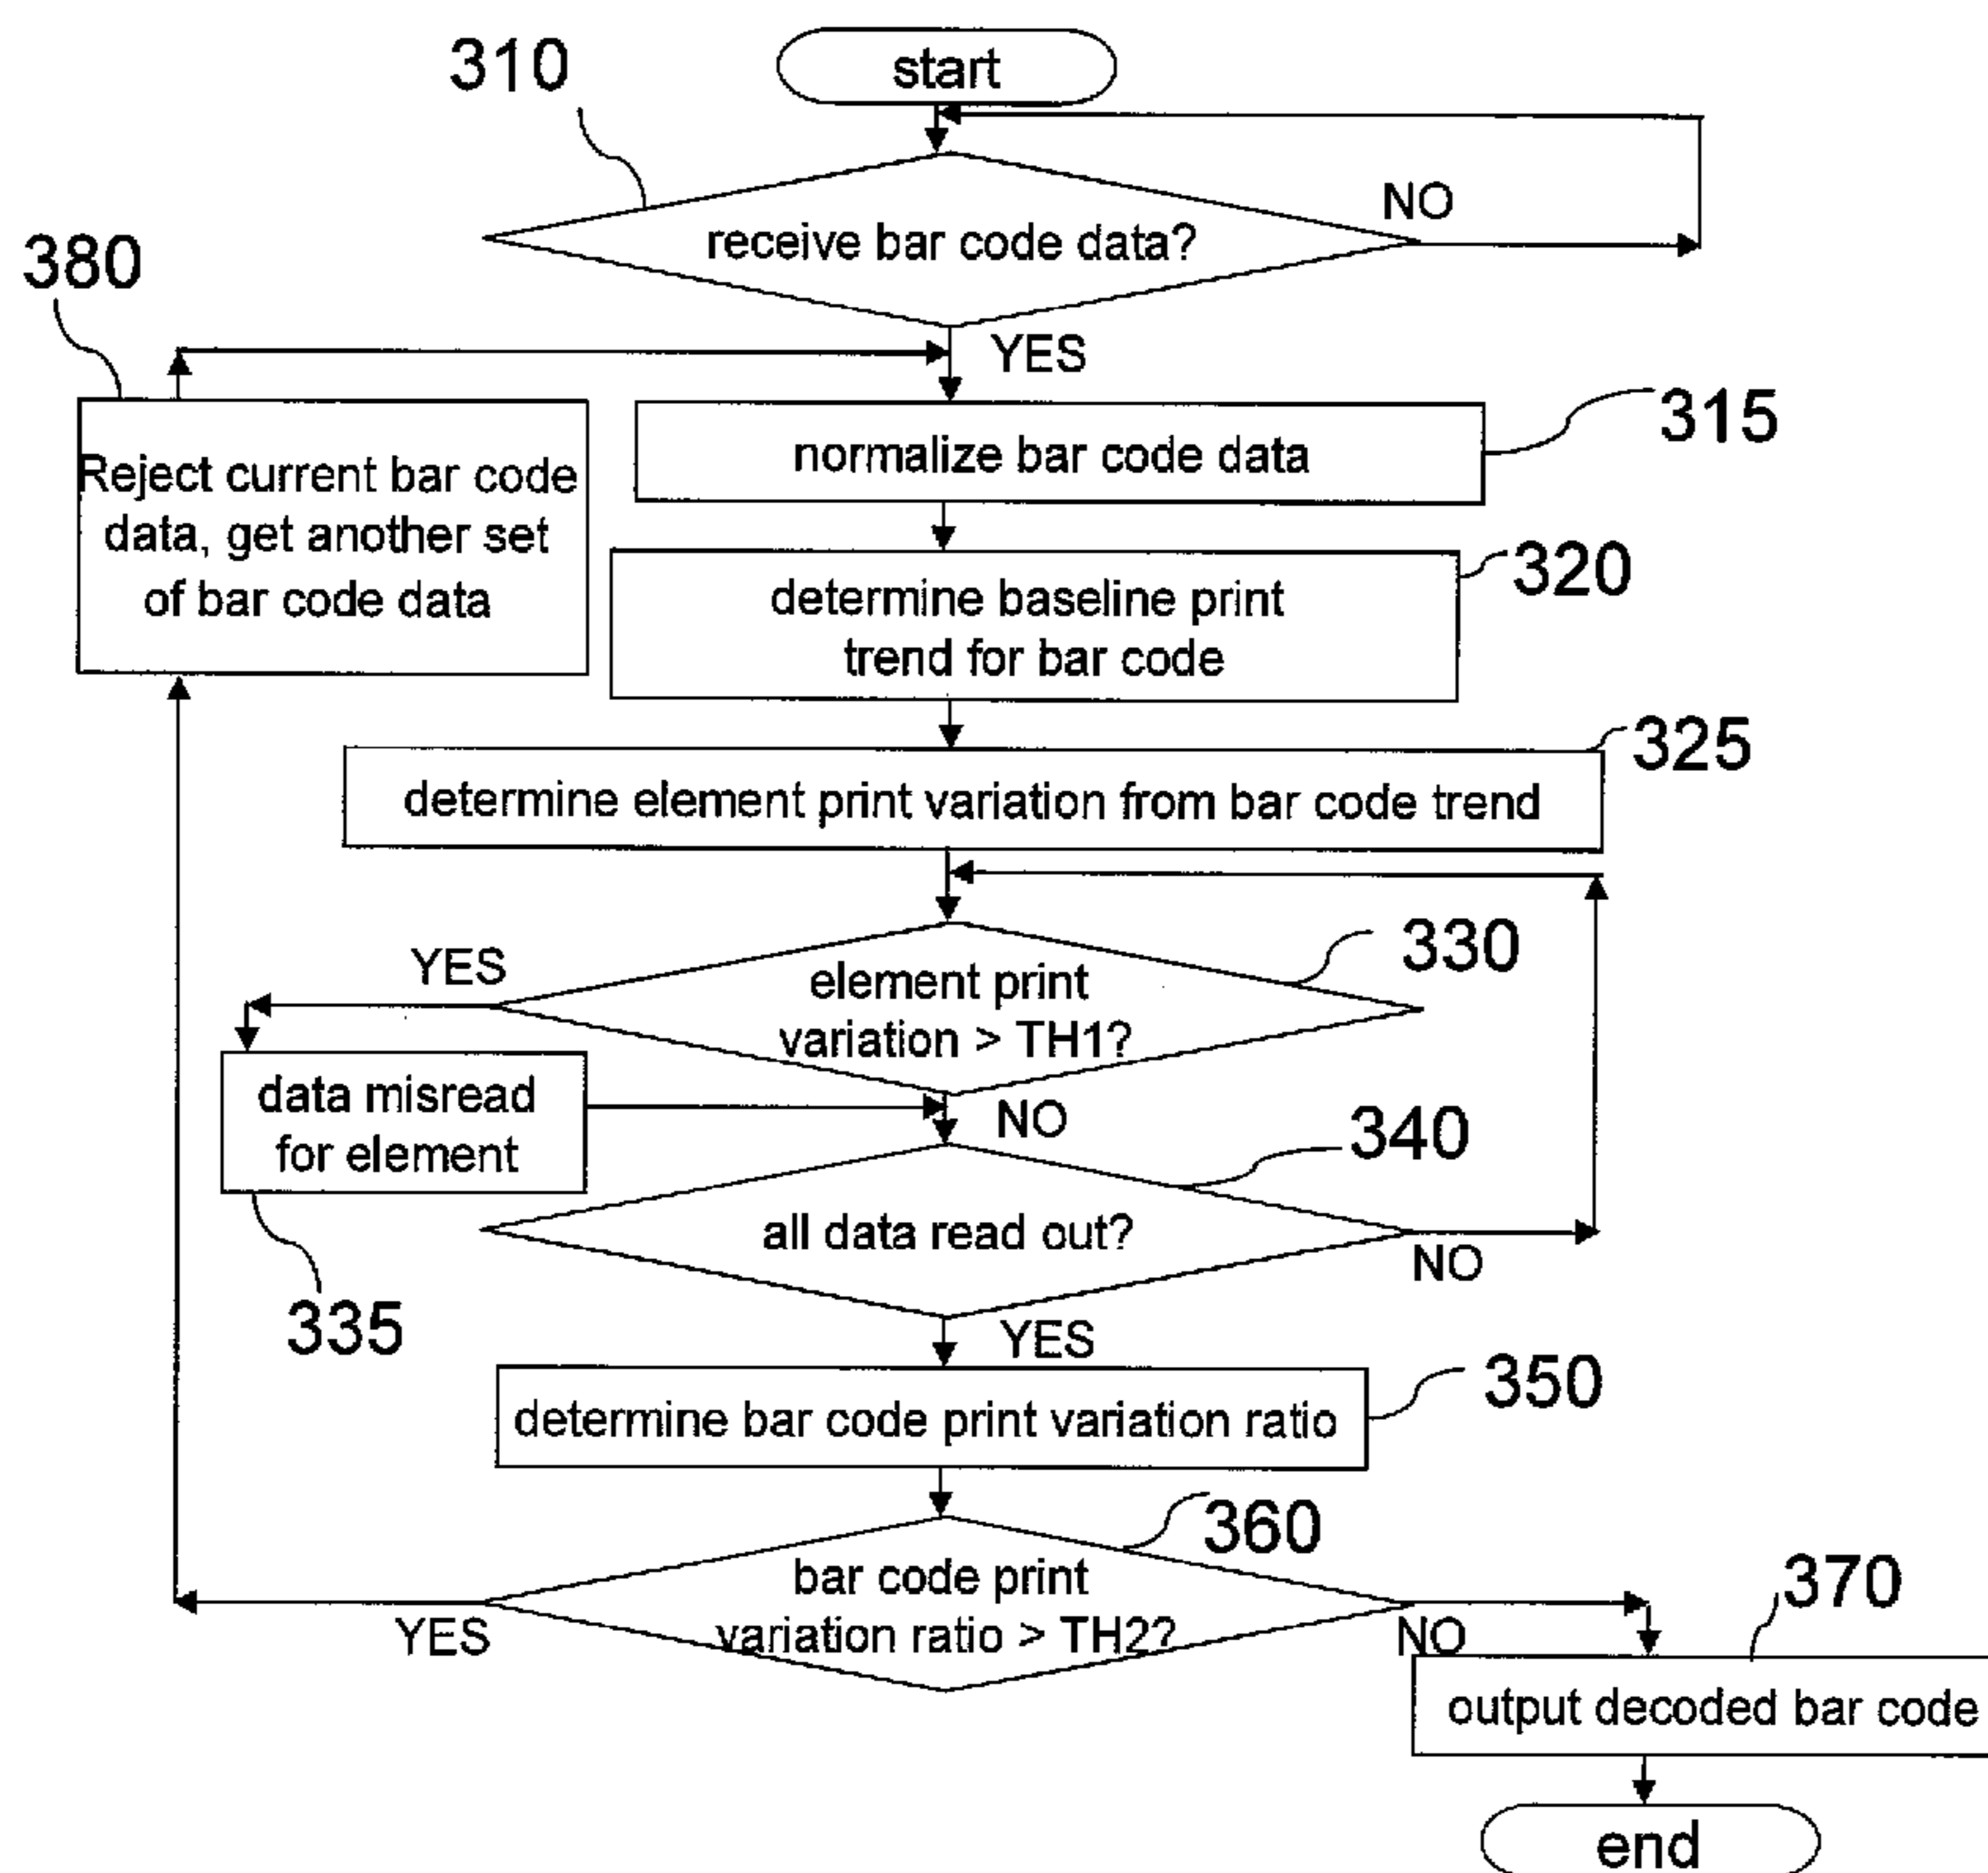 start
310
receive bar code data?
NO
YES
380
Reject current bar code
data, get another set
of bar code data
normalize bar code data
315
determine baseline print
trend for bar code
320
determine element print variation from bar code trend
325
element print
variation > TH1?
330
YES
NO
data misread
for element
335
all data read out?
340
NO
YES
determine bar code print variation ratio
350
bar code print
variation ratio > TH2?
360
YES
NO
370
output decoded bar code
end